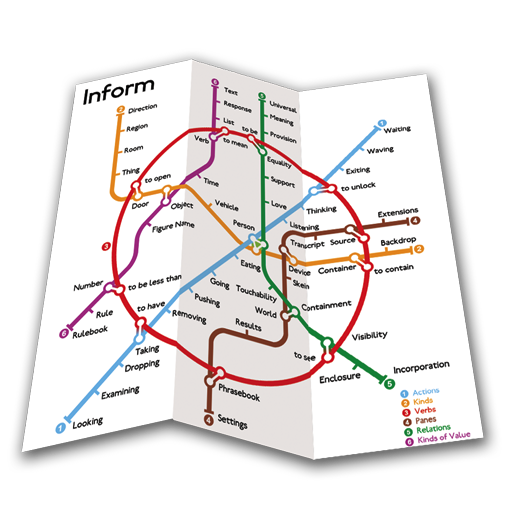 Inform
2
Direction
Region
Room
Thing
to open
Door
Object
Figure Name
6
Text
Response
List
to be
Verb
to mean
Time
Vehicle
Person
Eating
5
Universal
Meaning
Provision
Equality
Support
Love
Listening
Thinking
1
Waiting
Waving
Exiting
to unlock
Extensions
4
Transcript
Source
Backdrop
2
Device
Container
to contain
Skein
3
Number
to be less than
Rule
6
Rulebook
to have
Going
Pushing
Removing
Touchability
World
Containment
Results
Taking
Dropping
Examining
1
Looking
Phrasebook
4
Settings
to see
Visibility
Enclosure
Incorporation
5
1 Actions
2 Kinds
3 Verbs
4 Panes
5 Relations
6 Kinds of Value